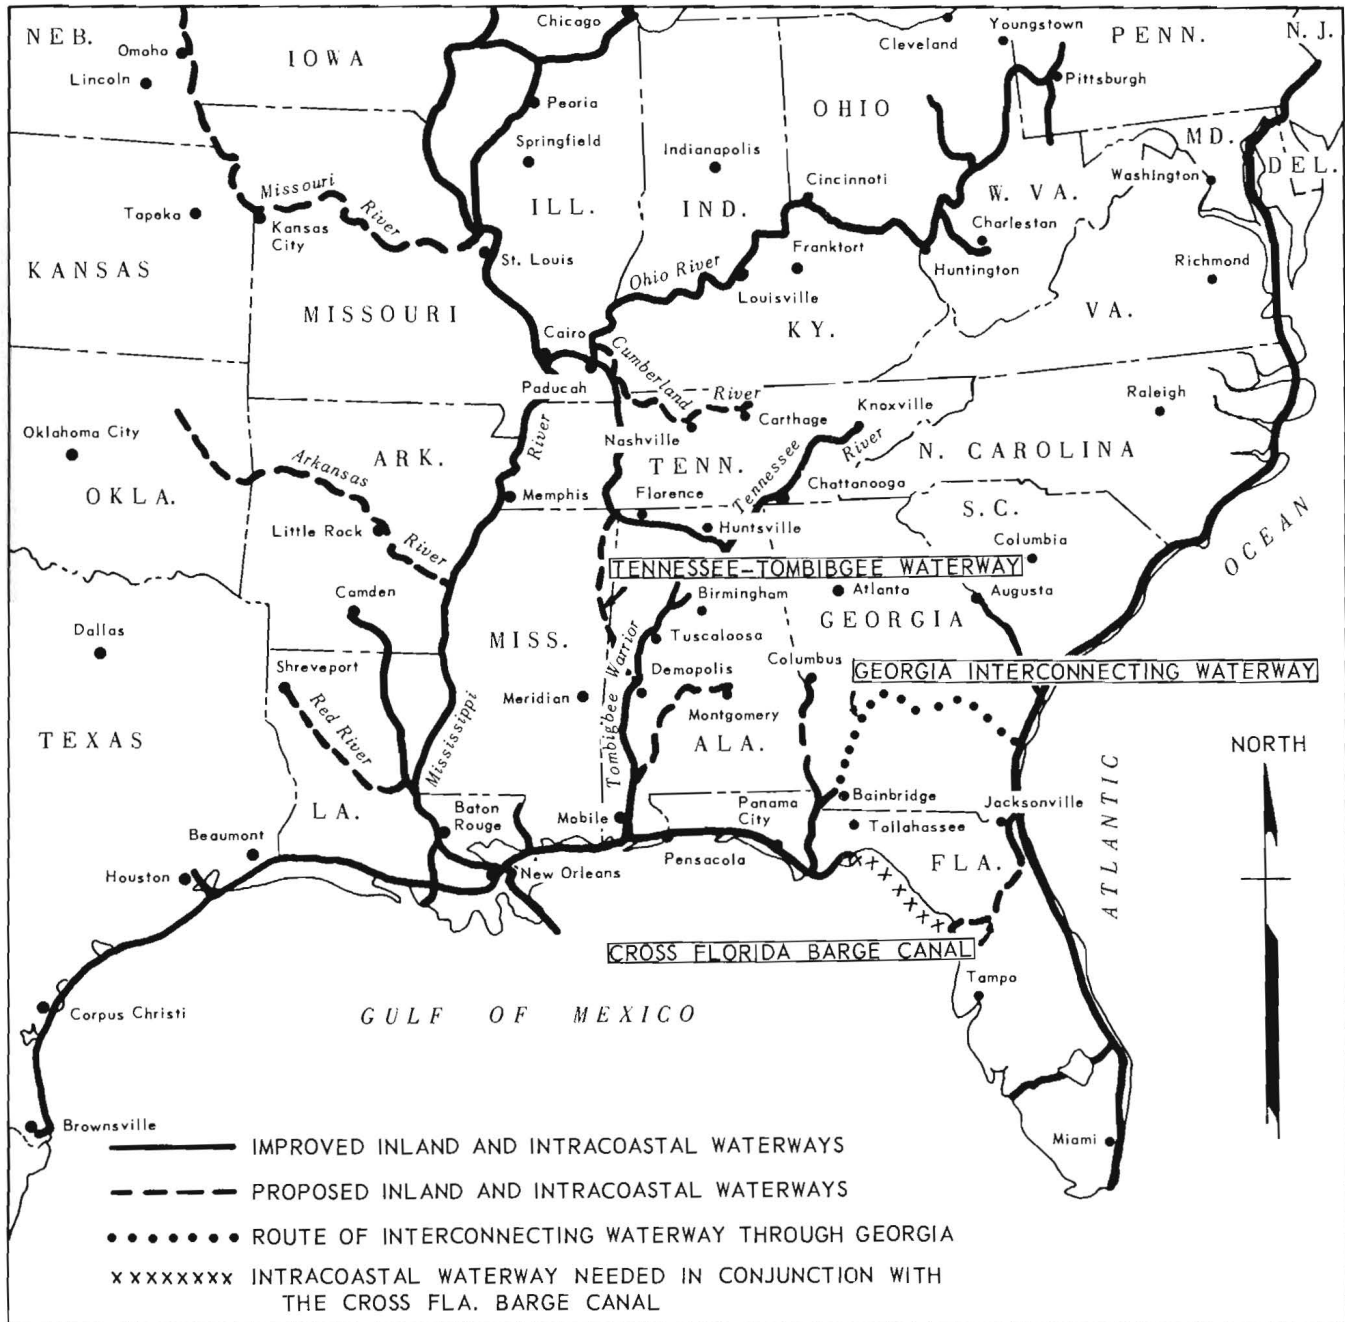 NEB.
Omaha
Lincoln
IOWA
Chicago
Peoria
Springfield
ILL.
Indianapolis
IND.
Cleveland
Youngstown
PENN.
N. J.
Pittsburgh
OHIO
Cincinnoti
MD.
DEL.
Washington
W. VA.
Charleston
Huntington
Richmond
VA.
Missouri
River
Tapeka
Kansas
City
KANSAS
St. Louis
MISSOURI
Ohio River
Franktort
Louisville
KY.
Cairo
Paducah
Cumberland
River
Carthage
Nashville
Knoxville
Raleigh
Oklahoma City
OKLA.
Arkansas
River
ARK.
River
Memphis
TENN.
Florence
Tennessee
River
Chattanooga
N. CAROLINA
S.C.
Columbia
OCEAN
Little Rock
Huntsville
TENNESSEE-TOMBIBGEE WATERWAY
Birmingham
Atlanta
Augusta
Camden
Dallas
MISS.
Tuscaloosa
GEORGIA
Shreveport
Demapolis
Columbus
GEORGIA INTERCONNECTING WATERWAY
Red River
Mississippi
Meridian
Tombigbee Warrior
Montgomery
ALA.
TEXAS
NORTH
LA.
Baton
Rouge
Mobile
Panama
City
Bainbridge
Jacksonville
Tollahassee
Beaumont
Houston
New Orleans
Pensacola
FLA.
ATLANTIC
CROSS FLORIDA BARGE CANAL
Tampa
Corpus Christi
GULF OF MEXICO
Brownsville
Miami
IMPROVED INLAND AND INTRACOASTAL WATERWAYS
PROPOSED INLAND AND INTRACOASTAL WATERWAYS
ROUTE OF INTERCONNECTING WATERWAY THROUGH GEORGIA
INTRACOASTAL WATERWAY NEEDED IN CONJUNCTION WITH
THE CROSS FLA. BARGE CANAL